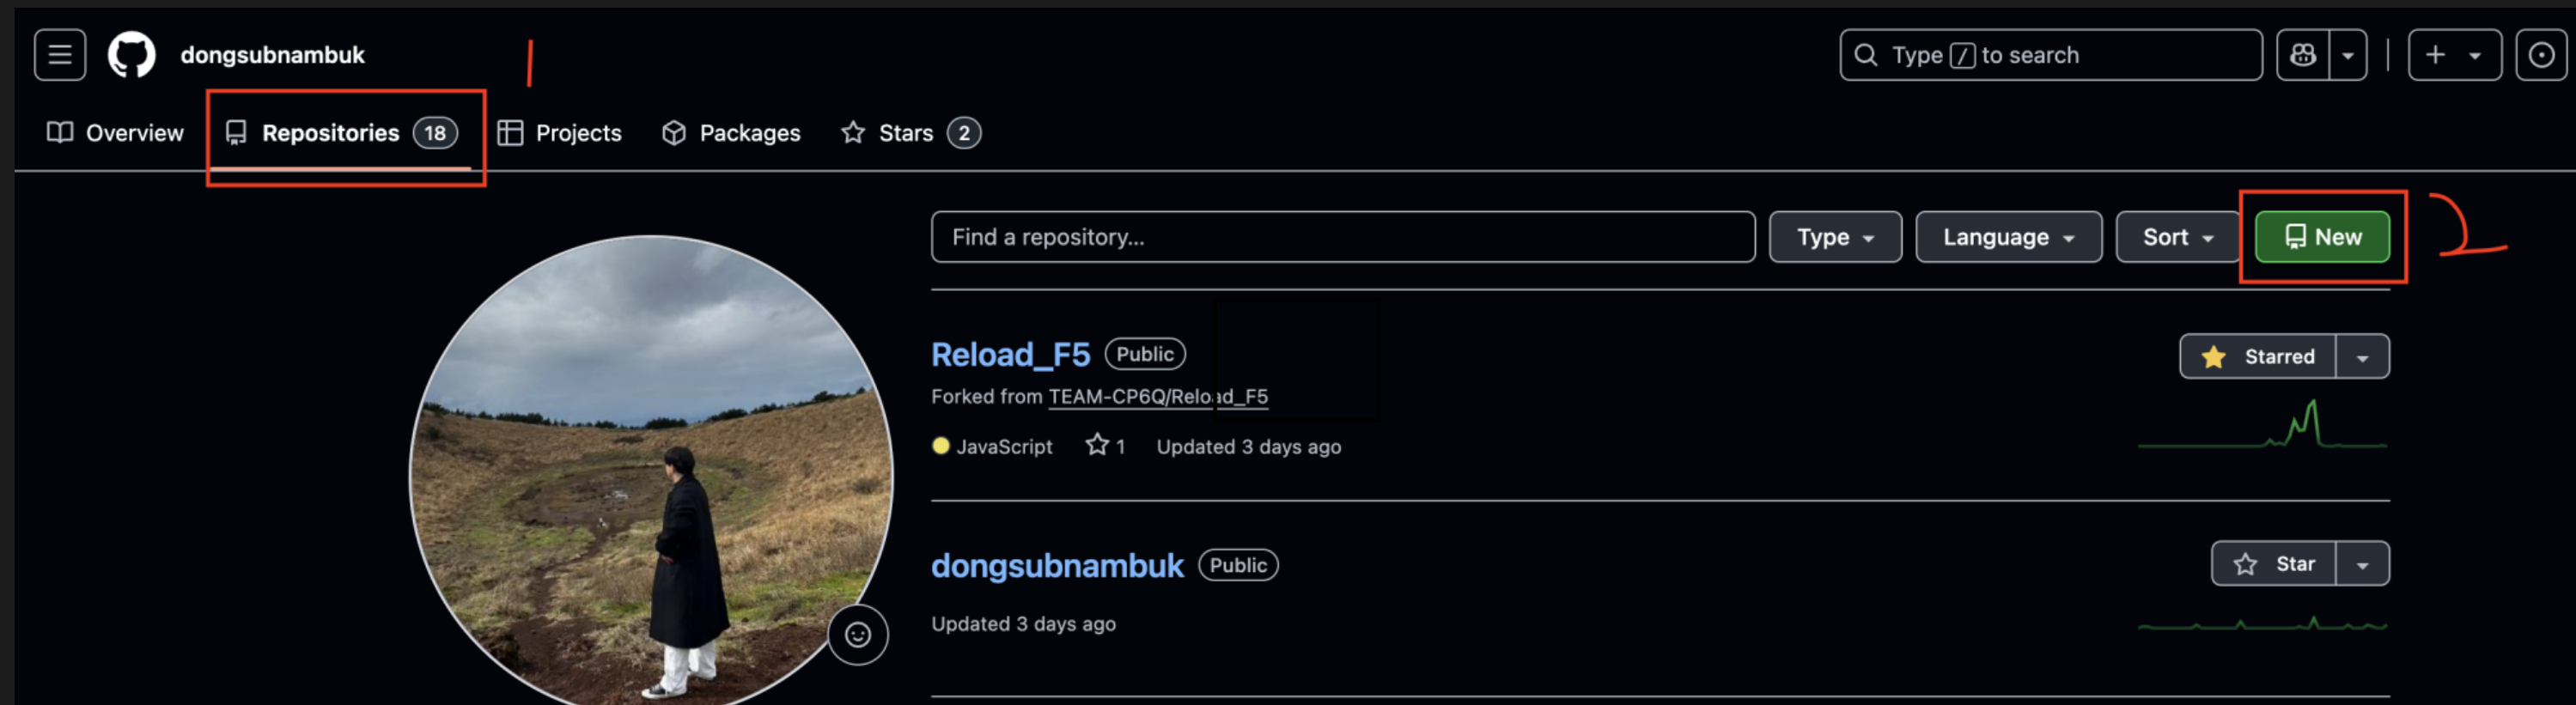 dongsubnambuk
1
Type / to search
Overview
Repositories 18
Projects
Packages
Stars 2
Find a repository...
Type
Language
Sort
New
2
Reload_F5 Public
Starred
Forked from TEAM-CP6Q/Reload_F5
JavaScript 1 Updated 3 days ago
dongsubnambuk Public
Star
Updated 3 days ago